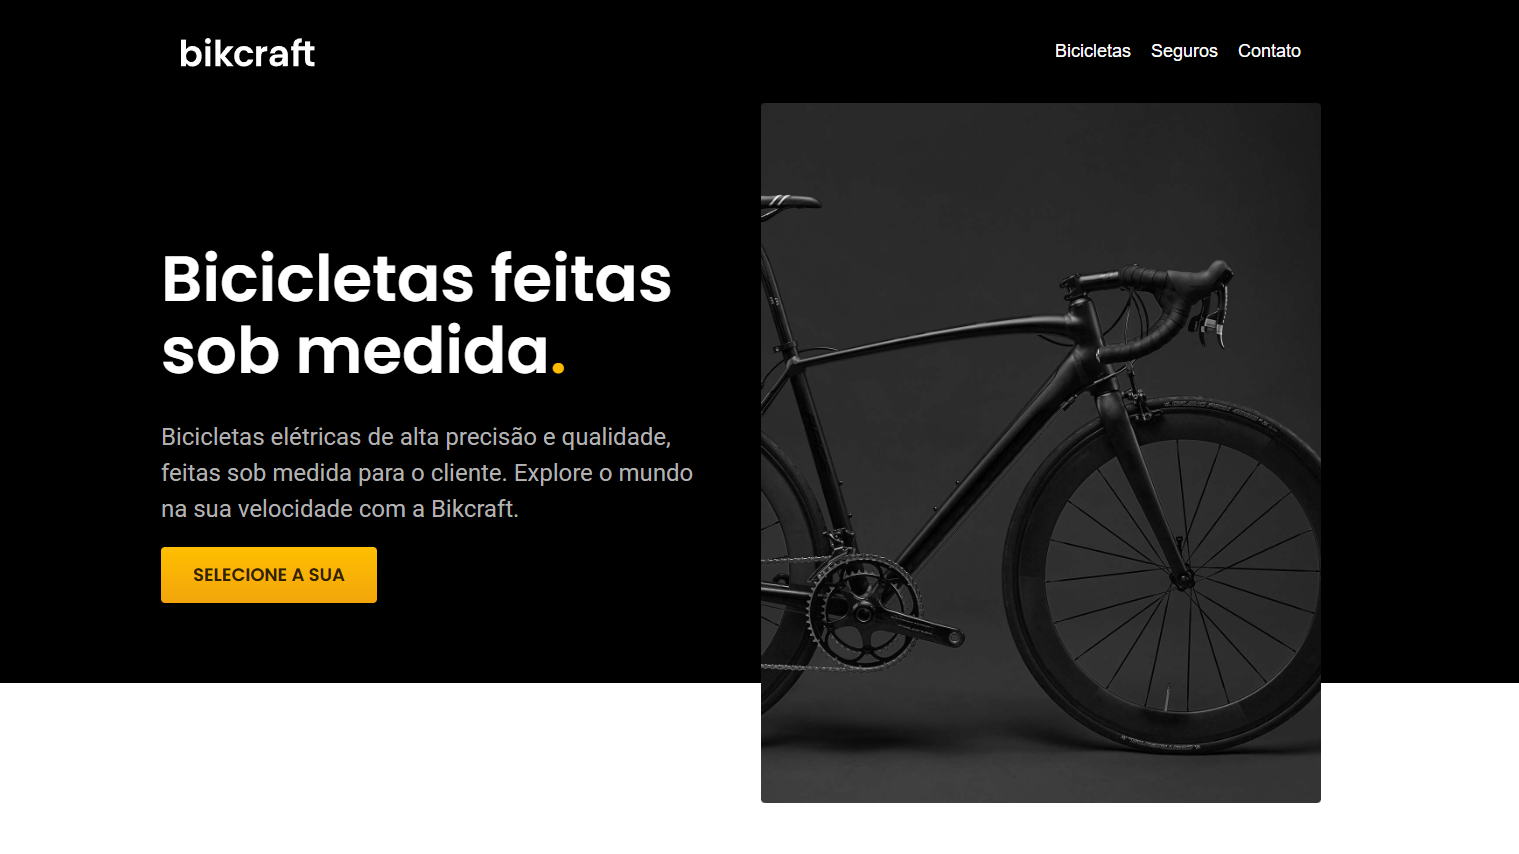 bikcraft
Bicicletas Seguros Contato
Bicicletas feitas
sob medida.
Bicicletas elétricas de alta precisão e qualidade,
feitas sob medida para o cliente. Explore o mundo
na sua velocidade com a Bikcraft.
SELECIONE A SUA